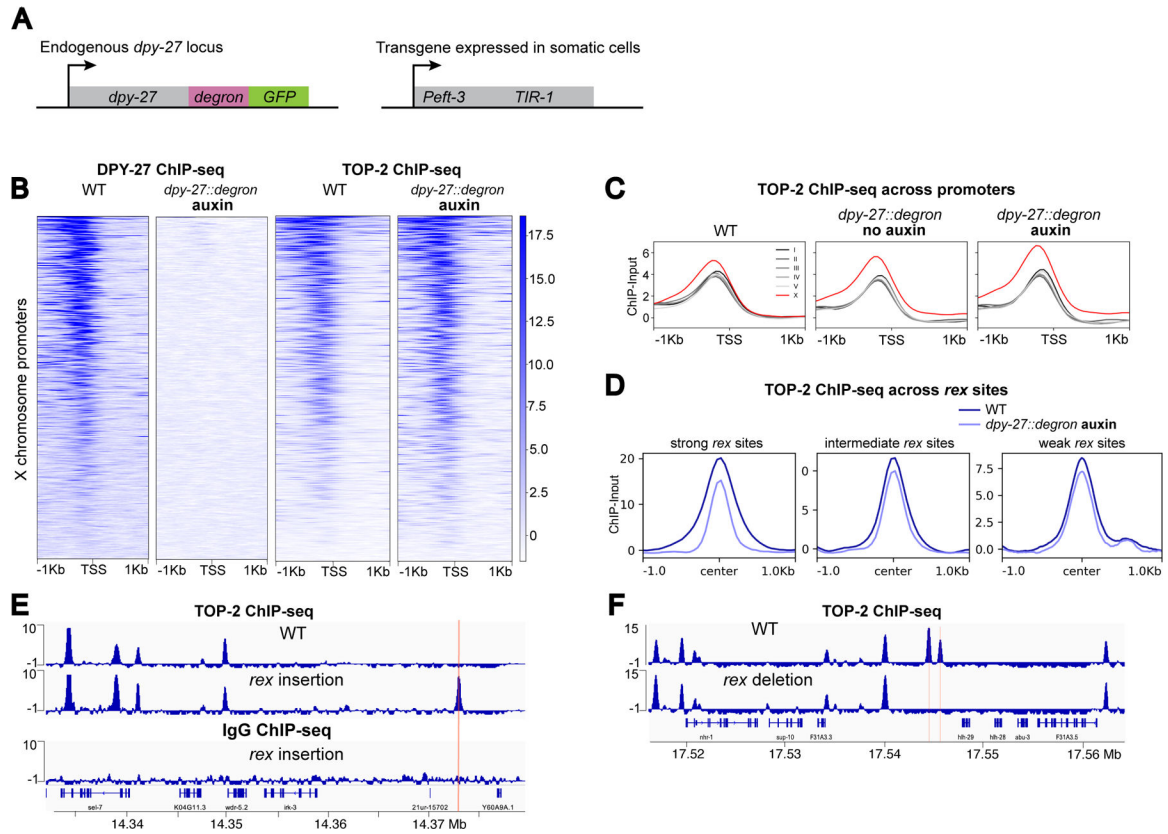 A
Endogenous dpy-27 locus
Transgene expressed in somatic cells
dpy-27 degron GFP
Peft-3 TIR-1
B
DPY-27 ChIP-seq
TOP-2 ChIP-seq
WT
dpy-27::degron
auxin
WT
dpy-27::degron
auxin
X chromosome promoters
17.5
15.0
12.5
10.0
7.5
5.0
2.5
0
-1Kb TSS 1Kb
-1Kb TSS 1Kb
-1Kb TSS 1Kb
-1Kb TSS 1Kb
C
TOP-2 ChIP-seq across promoters
WT
dpy-27::degron
no auxin
dpy-27::degron
auxin
ChIP-Input
6
4
2
0
I
II
III
IV
V
X
-1Kb TSS 1Kb
-1Kb TSS 1Kb
-1Kb TSS 1Kb
D
TOP-2 ChIP-seq across rex sites
WT
dpy-27::degron auxin
strong rex sites
intermediate rex sites
weak rex sites
ChIP-Input
20
10
0
0
0
7.5
5.0
2.5
0.0
-1.0 center 1.0Kb
-1.0 center 1.0Kb
-1.0 center 1.0Kb
E
TOP-2 ChIP-seq
WT
10
-1
rex insertion
10
-1
IgG ChIP-seq
rex insertion
10
-1
sel-7 K04G11.3 wdr-5.2 irk-3 21ur-15702 Y60A9A.1
14.34 14.35 14.36 14.37 Mb
F
TOP-2 ChIP-seq
WT
15
-1
rex deletion
15
-1
nhr-1 sup-10 F31A3.3 hlh-29 hlh-28 abu-3 F31A3.5
17.52 17.53 17.54 17.55 17.56 Mb